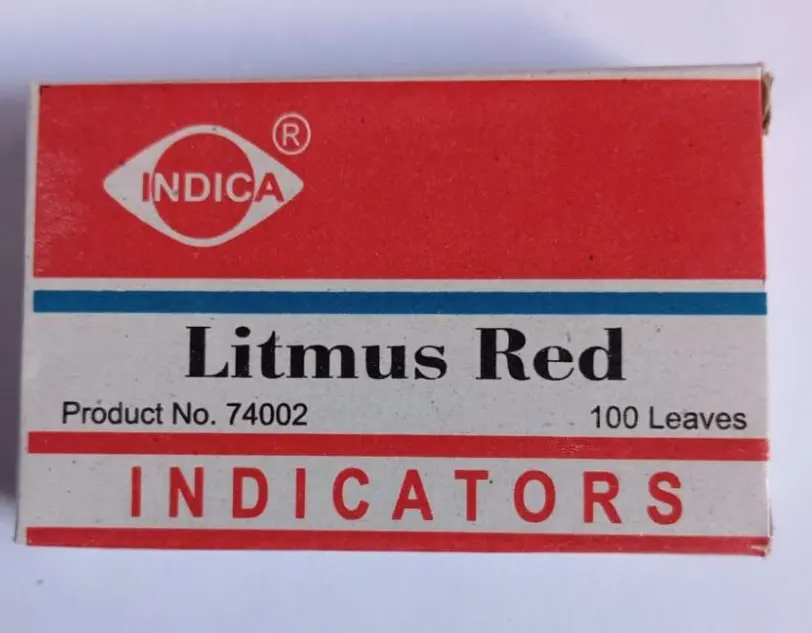 INDICA ®
Litmus Red
Product No. 74002 100 Leaves
INDICATORS